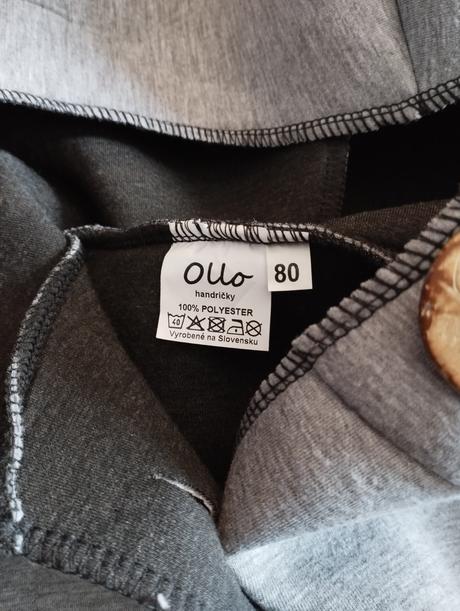 Ollo
80
handričky
100% POLYESTER
40
Vyrobené na Slovensku